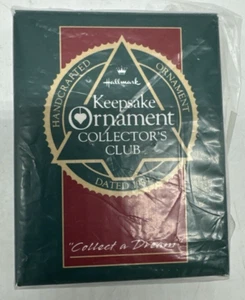 Hallmark
HANDCRAFTED
ORNAMENT
Keepsake
Ornament
COLLECTOR'S
CLUB
DATED
"Collect a Dream"